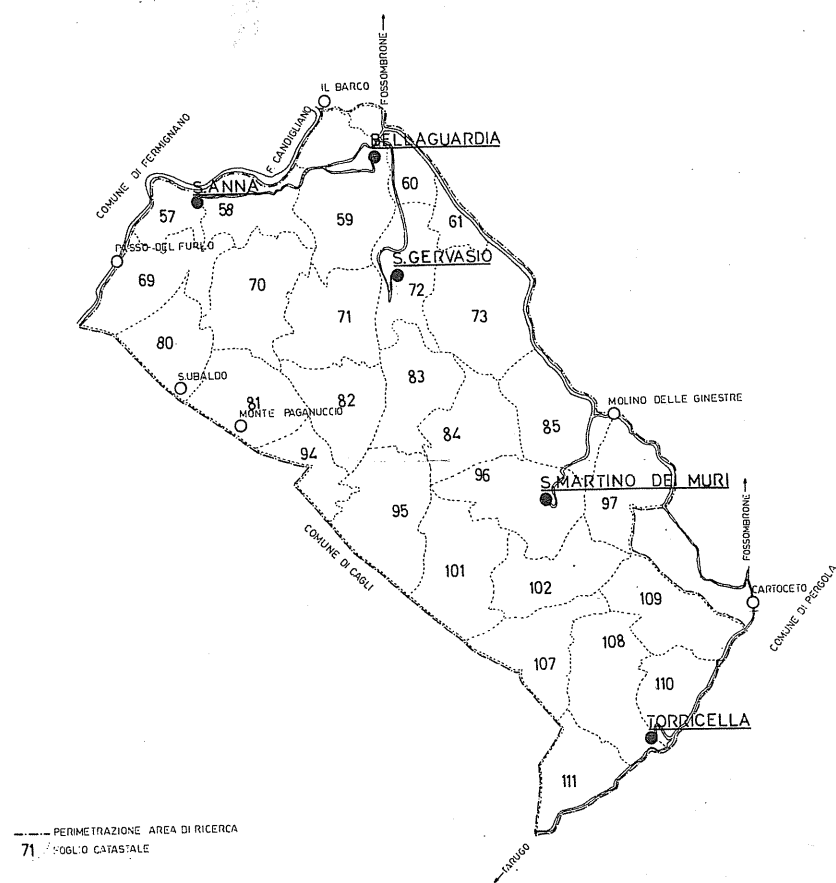 FOSSOMBRONE
IL BARCO
F. CANDIGLIANO
COMUNE DI FERMIGNANO
BELLAGUARDIA
S. ANNA
60
57
58
59
61
PASSO DEL FURLO
S. GERVASIO
69
70
72
71
73
80
S. UBALDO
83
81
82
MOLINO DELLE GINESTRE
MONTE PAGANUCCIO
84
85
94
96
S. MARTINO DEI MURI
97
95
FOSSOMBRONE
COMUNE DI CAGLI
101
102
CARTOCETO
109
COMUNE DI PERGOLA
108
107
110
TORRICELLA
111
PERIMETRAZIONE AREA DI RICERCA
71 FOGLIO CATASTALE
TARUGO